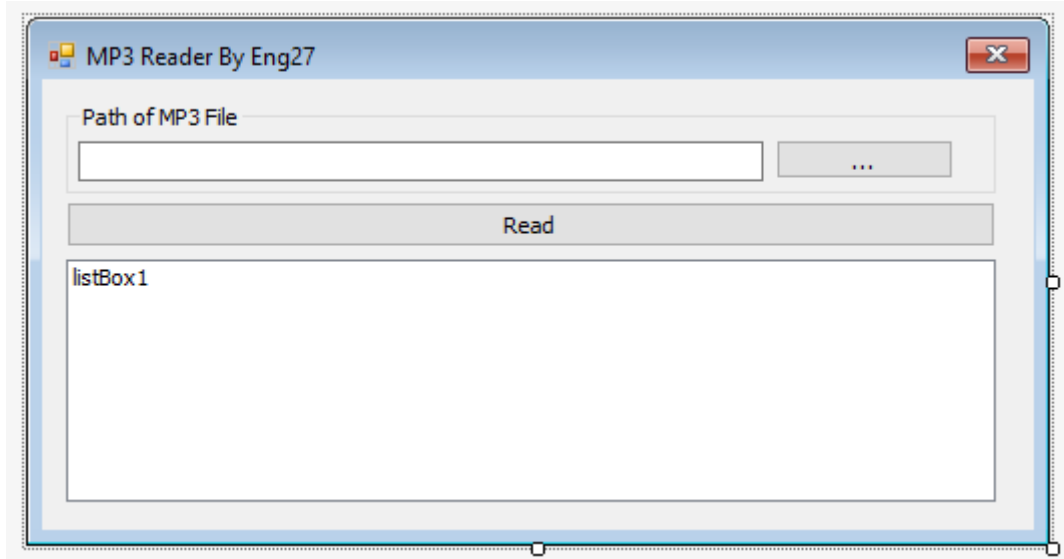 MP3 Reader By Eng27
Path of MP3 File
...
Read
listBox1